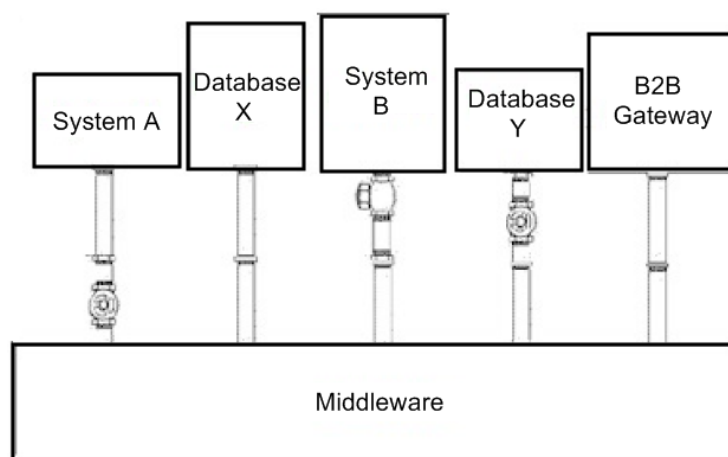 System A
Database
X
System
B
Database
Y
B2B
Gateway
Middleware